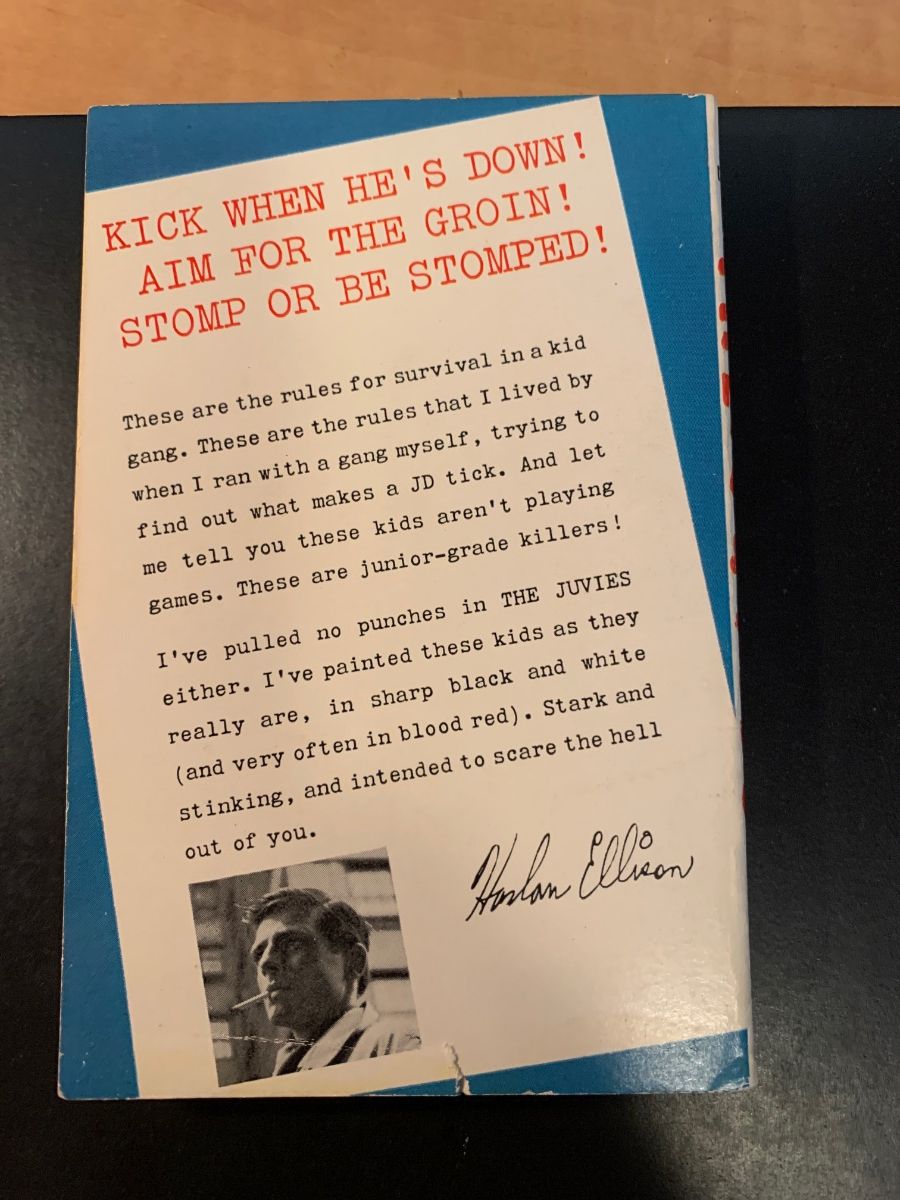 KICK WHEN HE'S DOWN!
AIM FOR THE GROIN!
STOMP OR BE STOMPED!
These are the rules for survival in a kid
gang. These are the rules that I lived by
when I ran with a gang myself, trying to
find out what makes a JD tick. And let
me tell you these kids aren't playing
games. These are junior-grade killers!
I've pulled no punches in THE JUVIES
either. I've painted these kids as they
really are, in sharp black and white
(and very often in blood red). Stark and
stinking, and intended to scare the hell
out of you.
Harlan Ellison